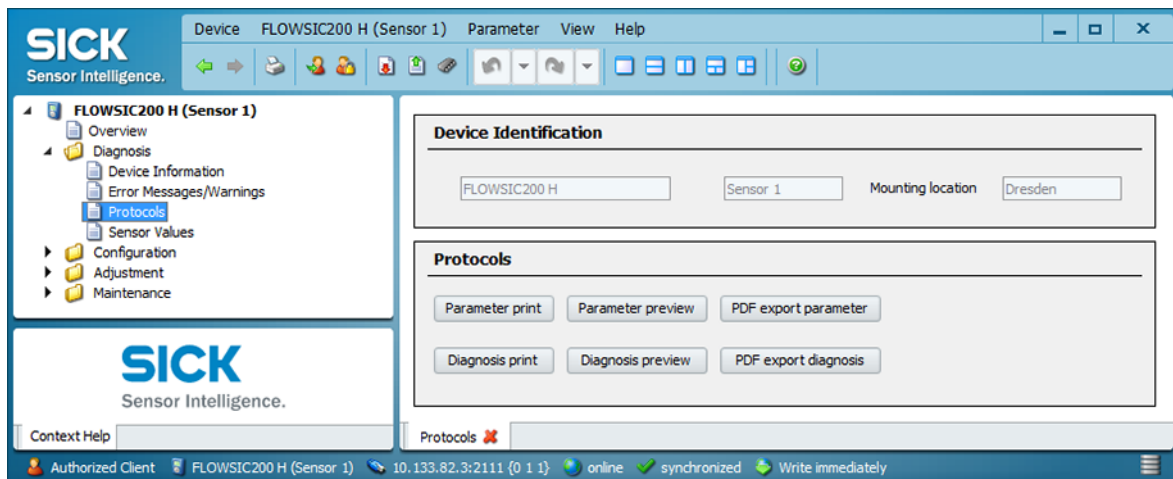 SICK
Sensor Intelligence.
Device FLOWSIC200 H (Sensor 1) Parameter View Help
FLOWSIC200 H (Sensor 1)
Overview
Diagnosis
Device Information
Error Messages/Warnings
Protocols
Sensor Values
Configuration
Adjustment
Maintenance
SICK
Sensor Intelligence.
Context Help
Device Identification
FLOWSIC200 H Sensor 1 Mounting location Dresden
Protocols
Parameter print Parameter preview PDF export parameter
Diagnosis print Diagnosis preview PDF export diagnosis
Protocols
Authorized Client FLOWSIC200 H (Sensor 1) 10.133.82.3:2111 {0 1 1} online synchronized Write immediately